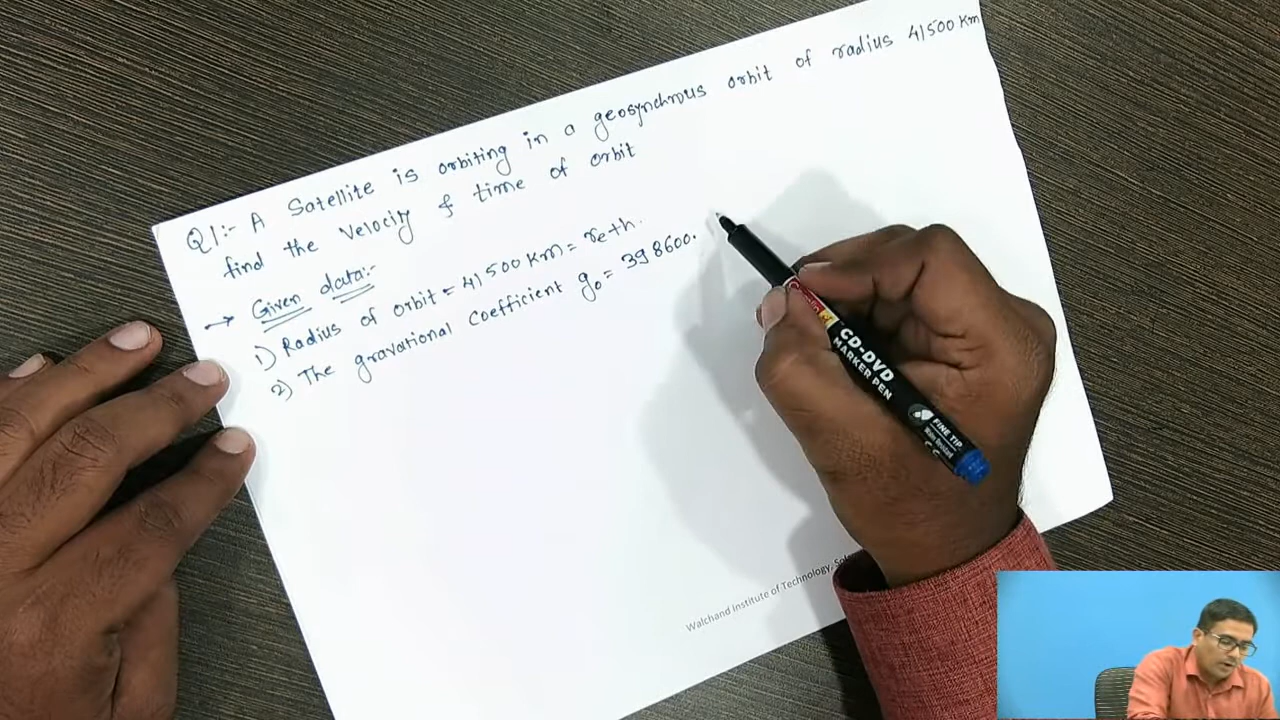 Q1:- A Satellite is orbiting in a geosynchrous orbit of radius 41500 Km
find the Velocity & time of orbit
→ Given data:-
1) Radius of orbit = 41500 Km = re+h.
2) The gravational Coefficient g₀ = 398600.
CD-DVD
MARKER PEN
FINE TIP
Walchand Institute of Technology,